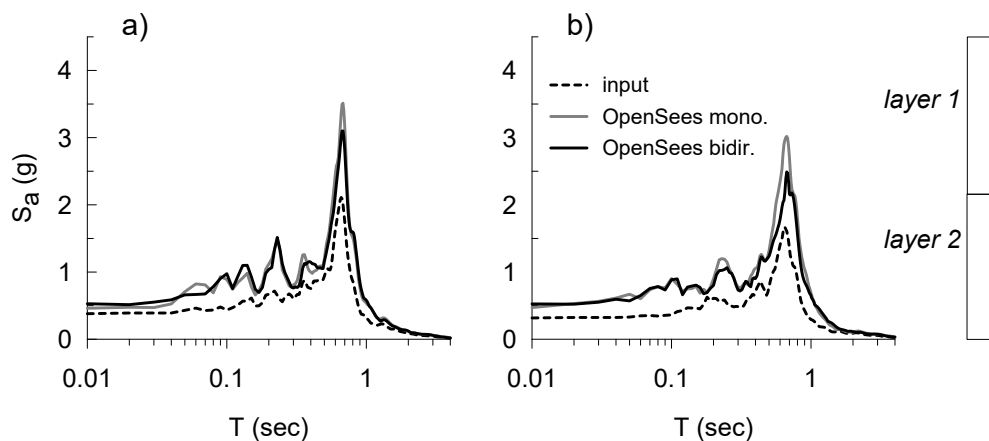 a)
b)
4
3
2
1
0
S_a (g)
0.01 0.1 1
T (sec)
4
3
2
1
0
input
OpenSees mono.
OpenSees bidir.
0.01 0.1 1
T (sec)
layer 1
layer 2